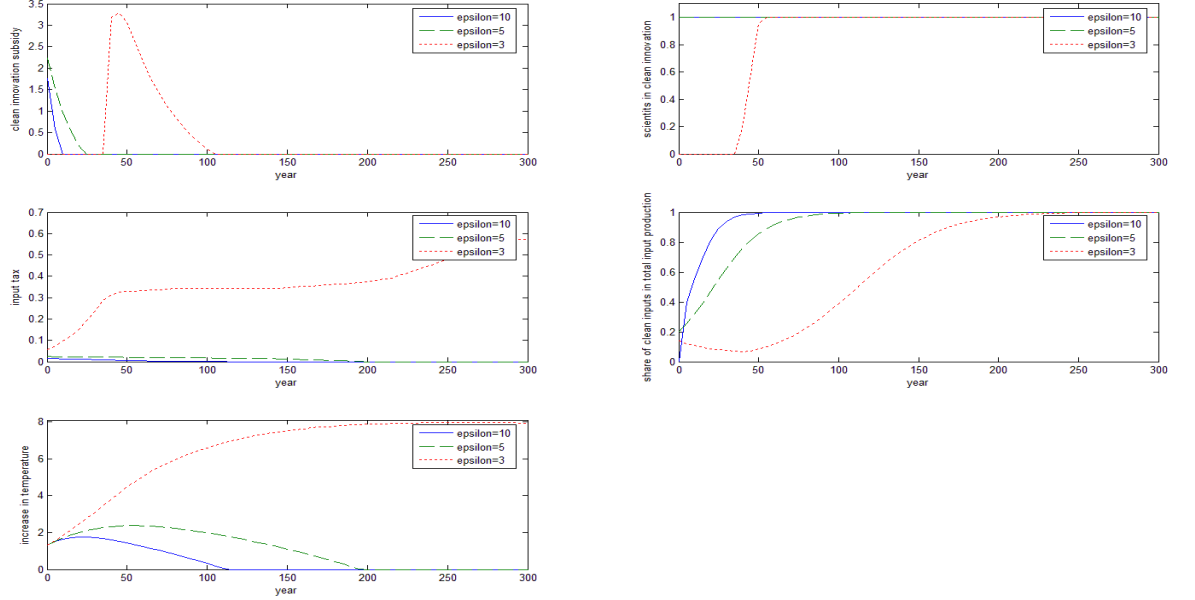 clean innovation subsidy
3.5
3
2.5
2
1.5
1
0.5
0
0 50 100 150 200 250 300
year
epsilon=10
epsilon=5
epsilon=3
scientits in clean innovation
1
0.8
0.6
0.4
0.2
0
0 50 100 150 200 250 300
year
epsilon=10
epsilon=5
epsilon=3
input tax
0.7
0.6
0.5
0.4
0.3
0.2
0.1
0
0 50 100 150 200 250 300
year
epsilon=10
epsilon=5
epsilon=3
share of clean inputs in total input production
1
0.8
0.6
0.4
0.2
0
0 50 100 150 200 250 300
year
epsilon=10
epsilon=5
epsilon=3
increase in temperature
8
6
4
2
0
0 50 100 150 200 250 300
year
epsilon=10
epsilon=5
epsilon=3